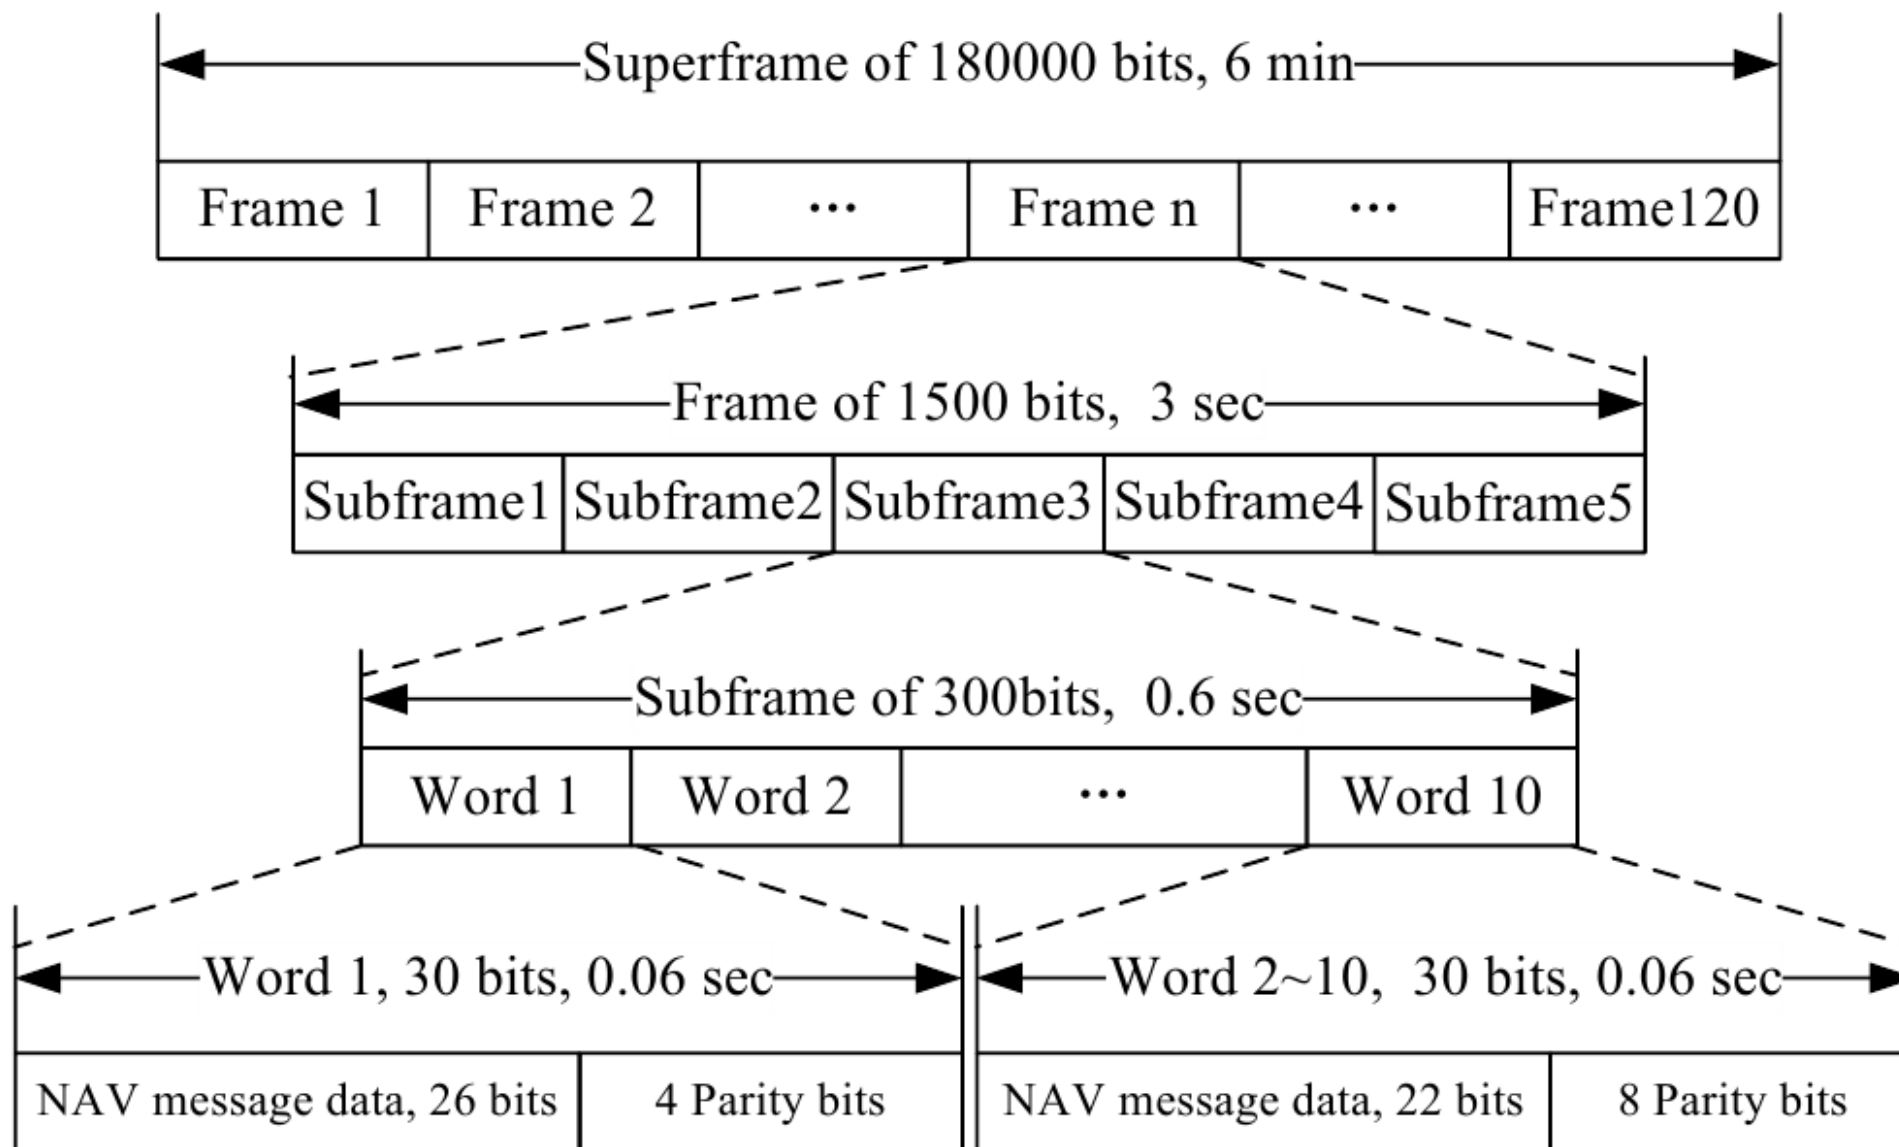 Superframe of 180000 bits, 6 min
Frame 1 Frame 2 ··· Frame n ··· Frame120
Frame of 1500 bits, 3 sec
Subframe1 Subframe2 Subframe3 Subframe4 Subframe5
Subframe of 300bits, 0.6 sec
Word 1 Word 2 ··· Word 10
Word 1, 30 bits, 0.06 sec Word 2~10, 30 bits, 0.06 sec
NAV message data, 26 bits 4 Parity bits NAV message data, 22 bits 8 Parity bits